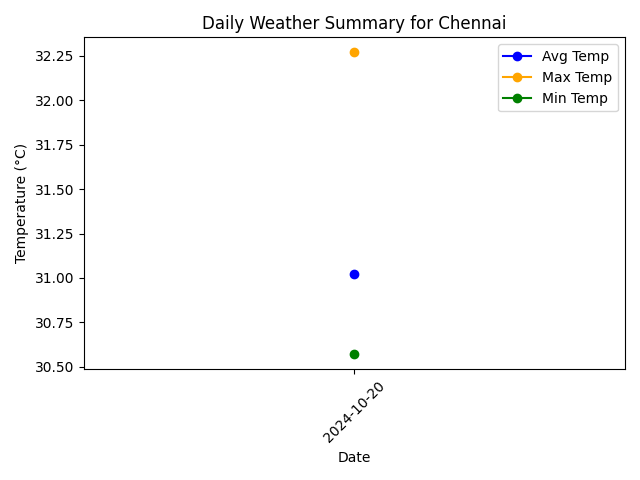 Daily Weather Summary for Chennai
32.25
32.00
31.75
31.50
31.25
31.00
30.75
30.50
Temperature (°C)
Avg Temp
Max Temp
Min Temp
2024-10-20
Date